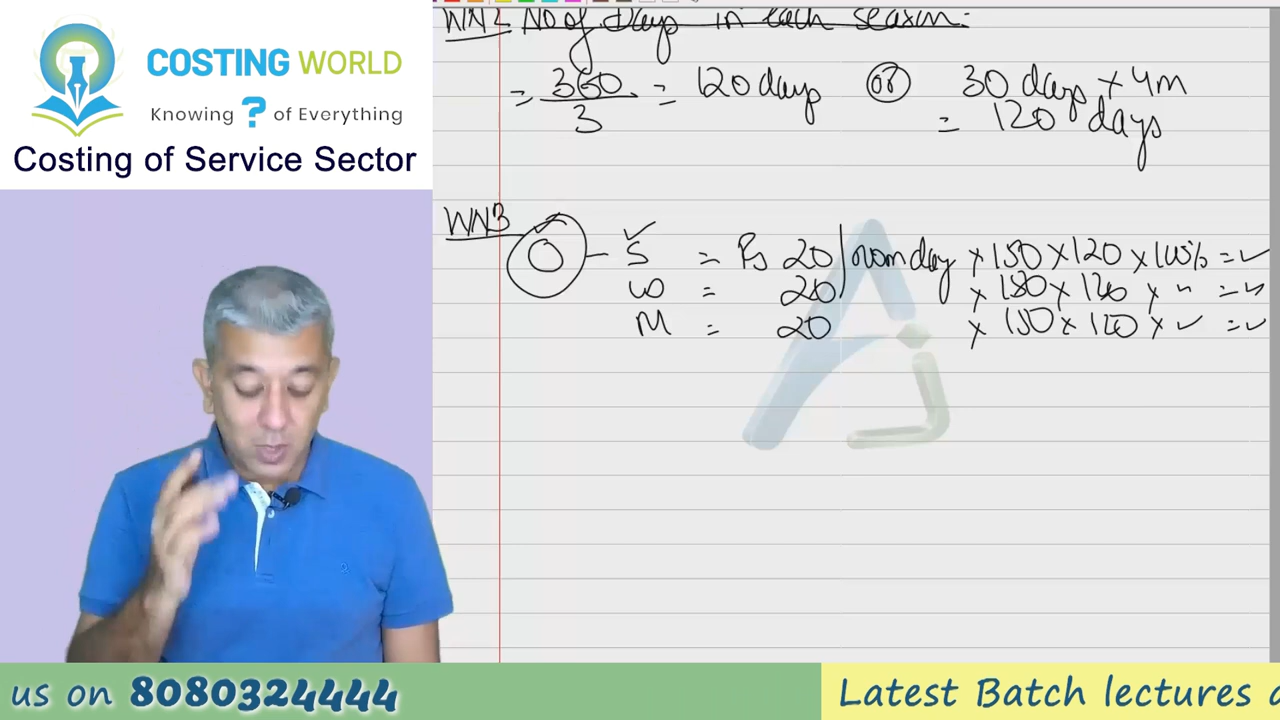 COSTING WORLD
Knowing ? of Everything
Costing of Service Sector
WN2 No of Days in each season:
= 360/3 = 120 days or 30 days x 4m
= 120 days
WN3 O - S = Rs 20/room day x 150 x 120 x 100% = ✓
W = 20 x 150 x 120 x " = "
M = 20 x 150 x 120 x ✓ = ✓
us on 8080324444
Latest Batch lectures a